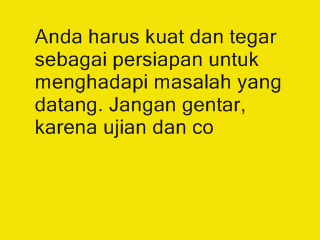 Anda harus kuat dan tegar
sebagai persiapan untuk
menghadapi masalah yang
datang. Jangan gentar,
karena ujian dan co